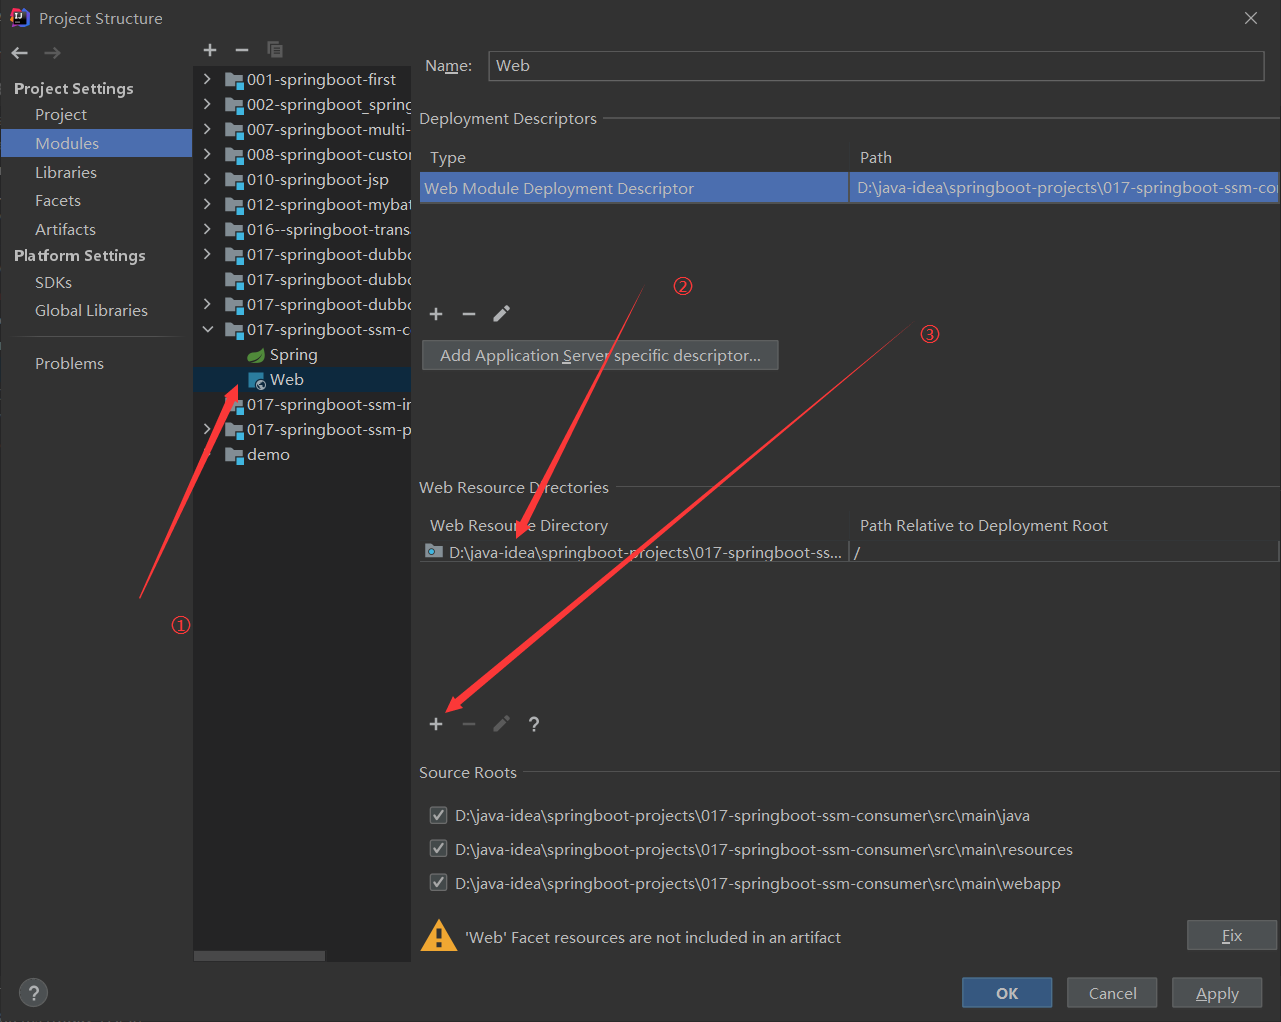 Project Structure
Project Settings
Project
Modules
Libraries
Facets
Artifacts
Platform Settings
SDKs
Global Libraries
Problems
001-springboot-first
002-springboot_spring
007-springboot-multi-
008-springboot-custor
010-springboot-jsp
012-springboot-mybat
016--springboot-trans
017-springboot-dubbo
017-springboot-dubbo
017-springboot-dubbo
017-springboot-ssm-c
Spring
Web
017-springboot-ssm-ir
017-springboot-ssm-p
demo
①
Name: Web
Deployment Descriptors
Type Path
Web Module Deployment Descriptor D:\java-idea\springboot-projects\017-springboot-ssm-co
②
③
Add Application Server specific descriptor...
Web Resource Directories
Web Resource Directory Path Relative to Deployment Root
D:\java-idea\springboot-projects\017-springboot-ss... /
?
Source Roots
D:\java-idea\springboot-projects\017-springboot-ssm-consumer\src\main\java
D:\java-idea\springboot-projects\017-springboot-ssm-consumer\src\main\resources
D:\java-idea\springboot-projects\017-springboot-ssm-consumer\src\main\webapp
'Web' Facet resources are not included in an artifact Fix
? OK Cancel Apply